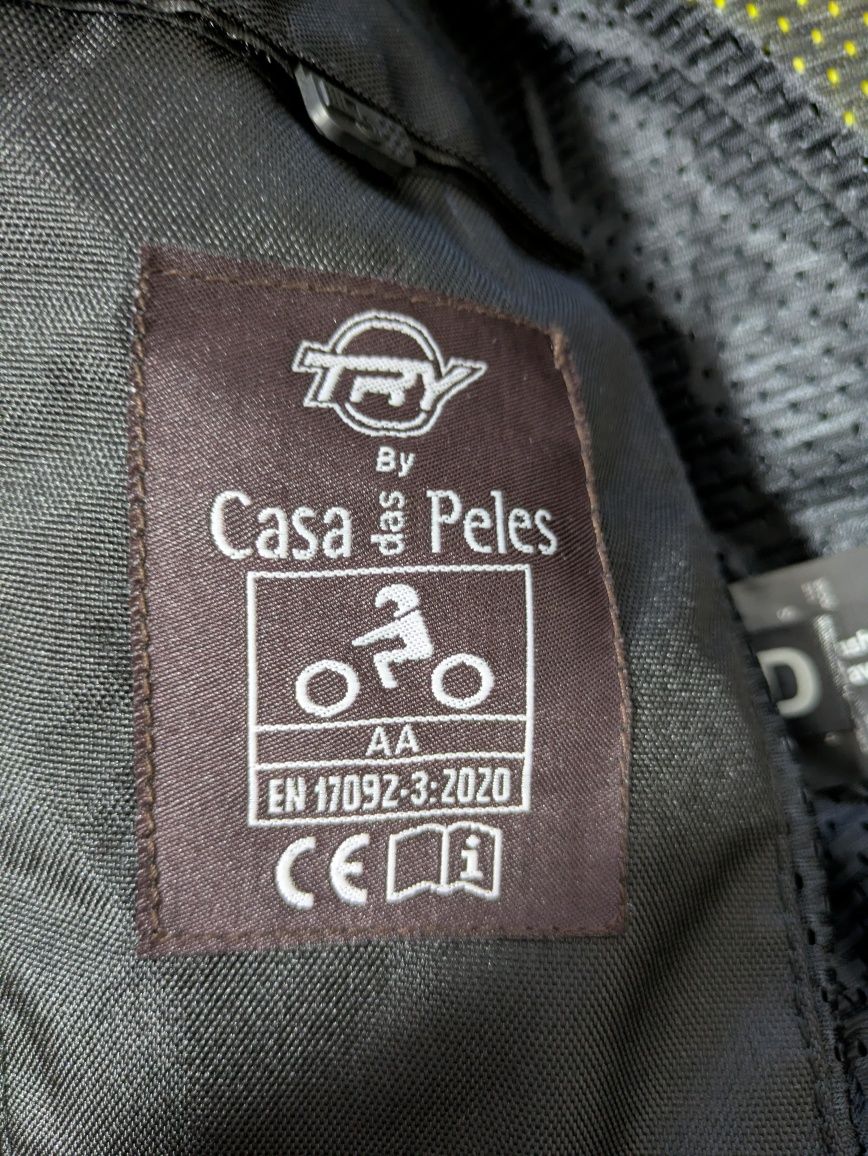 TRY
By
Casa das Peles
AA
EN 17092-3:2020
CE i
D